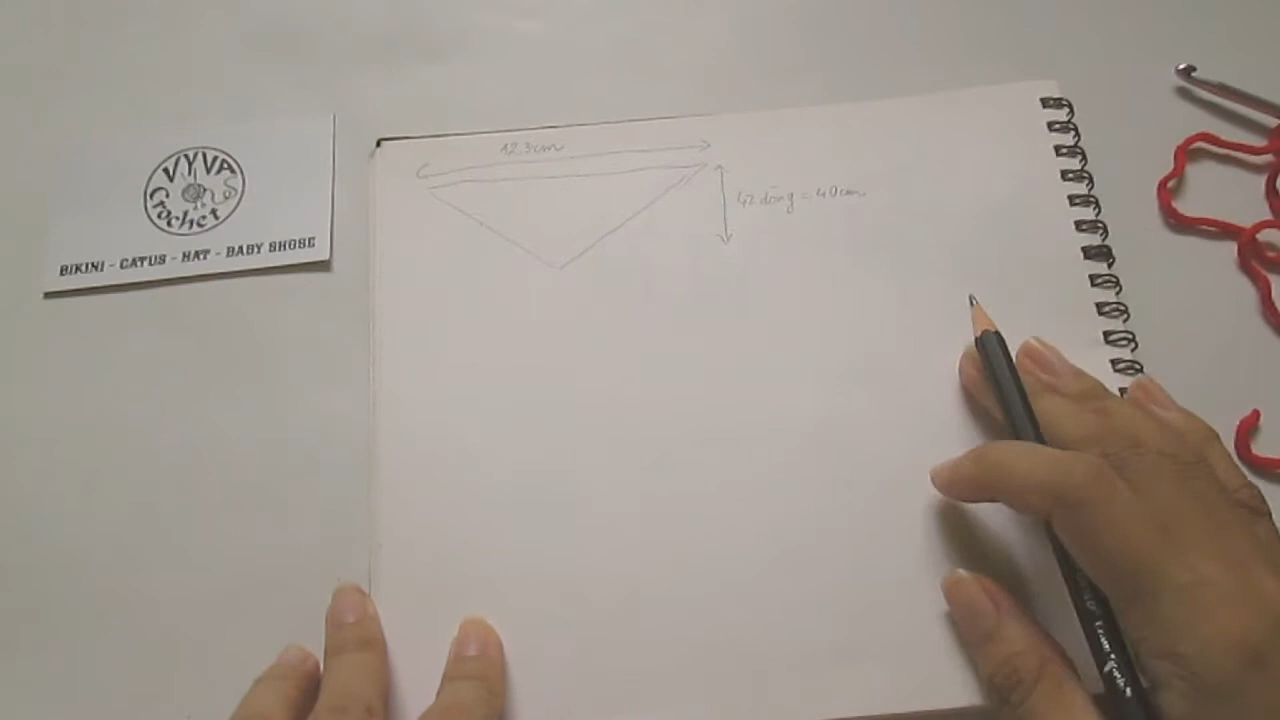 VYVA
Crochet
BIKINI - CATUS - HAT - BABY SHOSE
123cm
42 dòng = 40cm